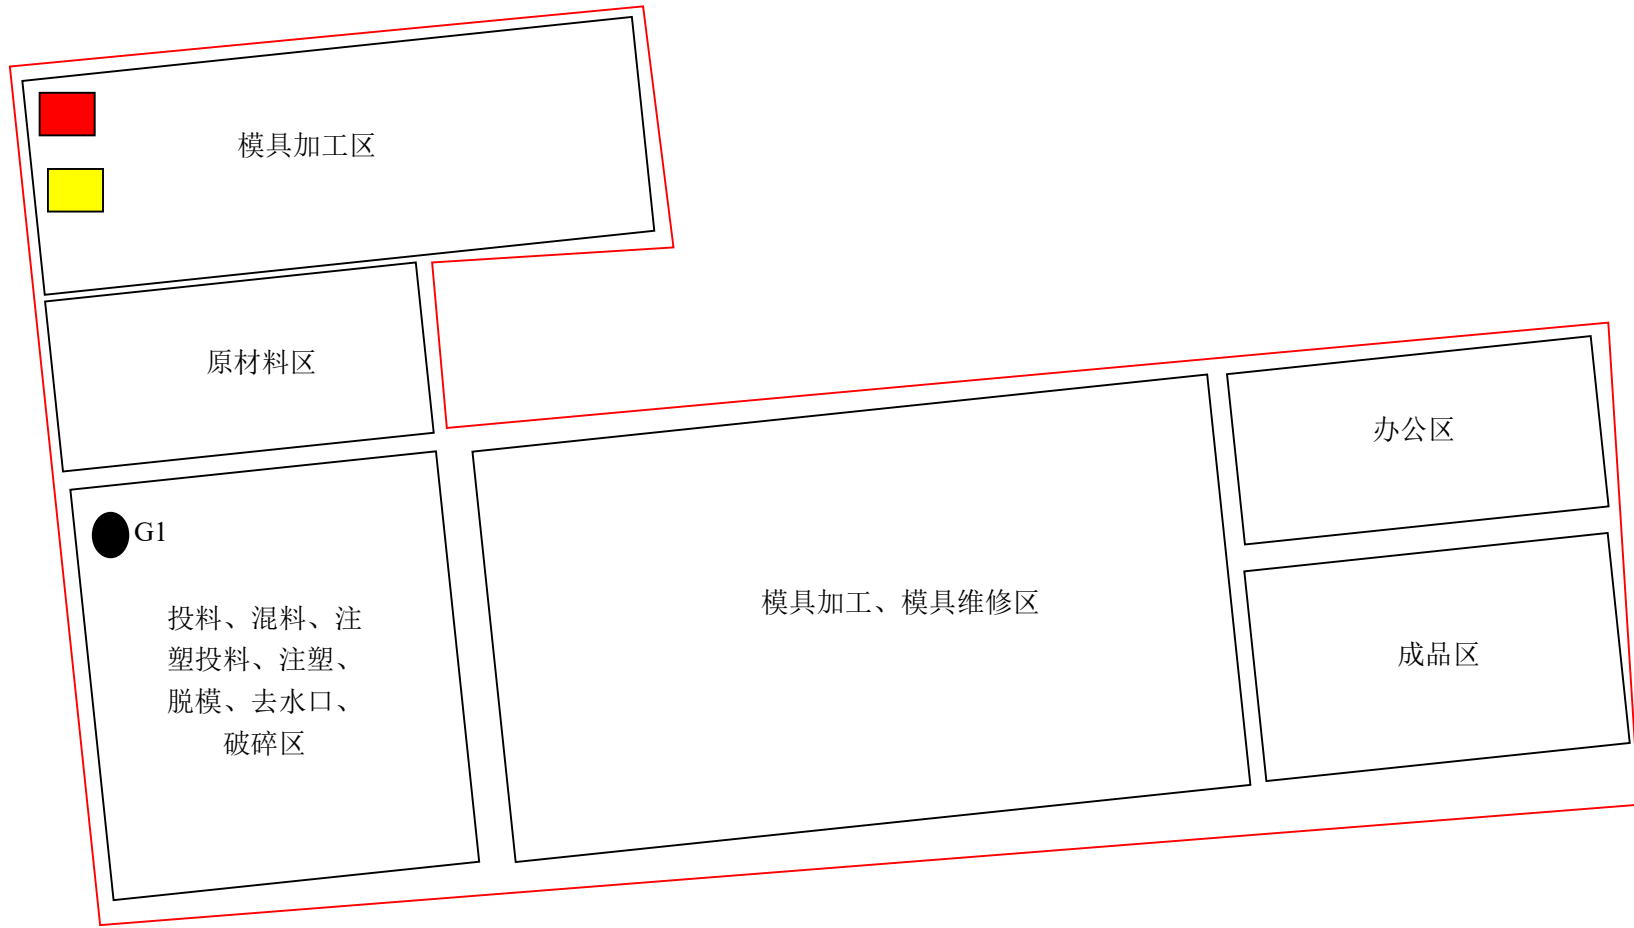 模具加工区
原材料区
办公区
G1
模具加工、模具维修区
投料、混料、注
塑投料、注塑、
脱模、去水口、
破碎区
成品区